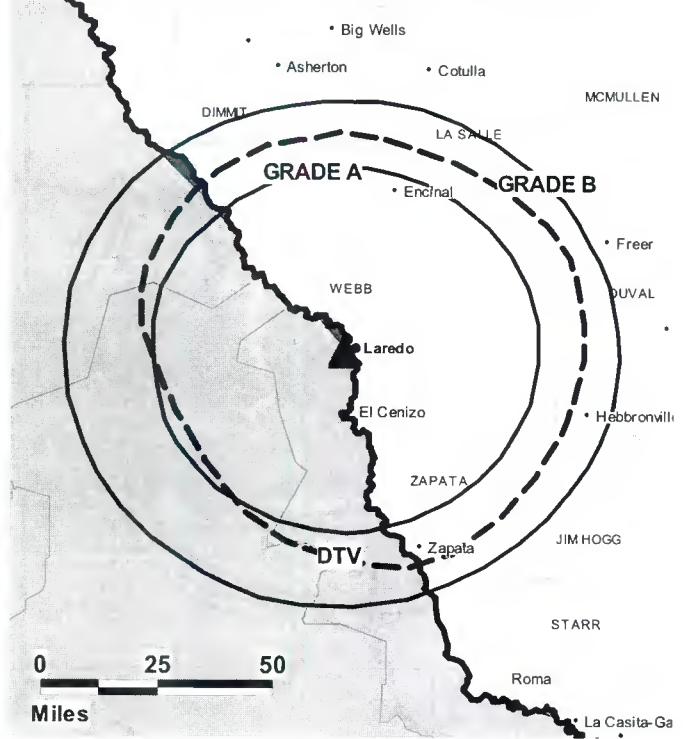 Big Wells
Asherton
Cotulla
MCMULLEN
DIMMIT
LA SALLE
GRADE A
GRADE B
Encinal
Freer
WEBB
DUVAL
Laredo
El Cenizo
Hebbronville
ZAPATA
JIM HOGG
Zapata
DTV
STARR
0 25 50
Miles
Roma
La Casita-Ga